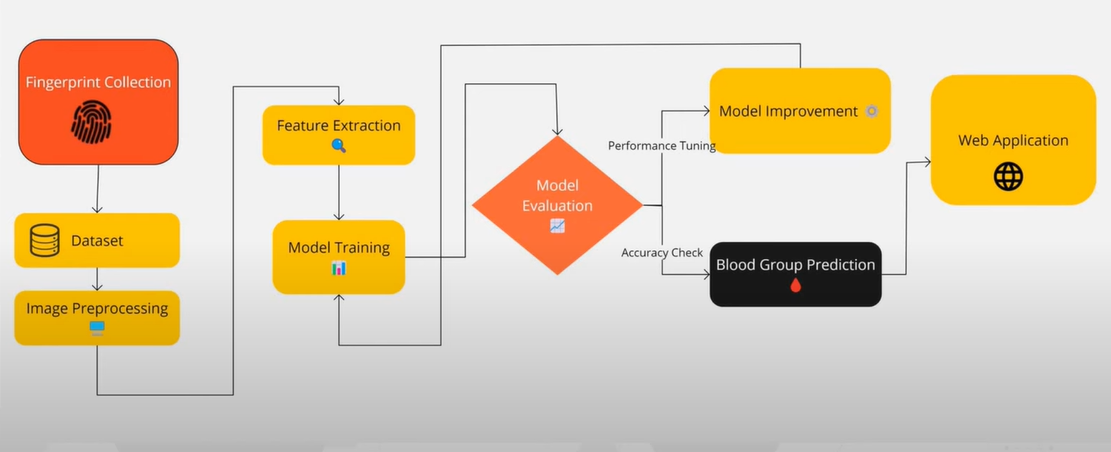 Fingerprint Collection
Dataset
Image Preprocessing
Feature Extraction
Model Training
Model
Evaluation
Performance Tuning
Accuracy Check
Model Improvement
Blood Group Prediction
Web Application